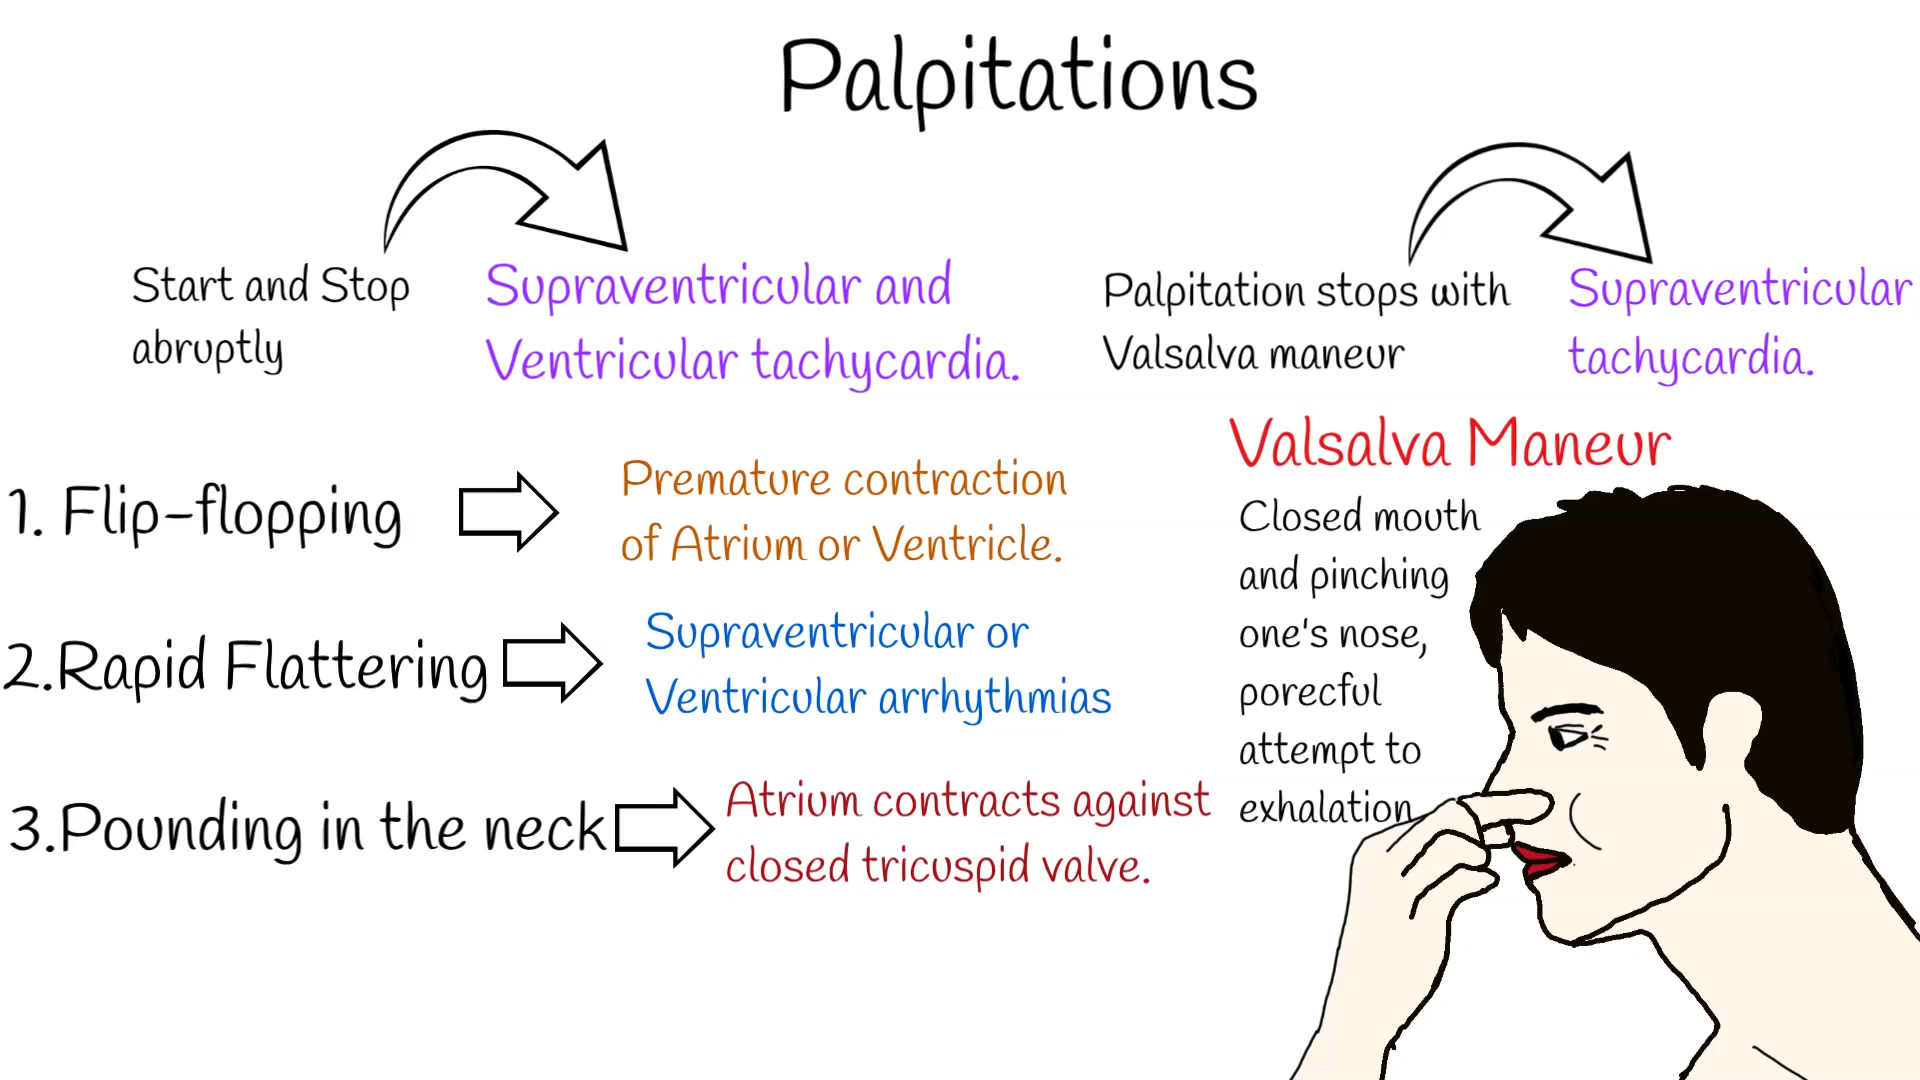 Palpitations
Start and Stop
abruptly
Supraventricular and
Ventricular tachycardia.
Palpitation stops with
Valsalva maneur
Supraventricular
tachycardia.
1. Flip-flopping
Premature contraction
of Atrium or Ventricle.
2.Rapid Flattering
Supraventricular or
Ventricular arrhythmias
3.Pounding in the neck
Atrium contracts against
closed tricuspid valve.
Valsalva Maneur
Closed mouth
and pinching
one's nose,
porecful
attempt to
exhalation